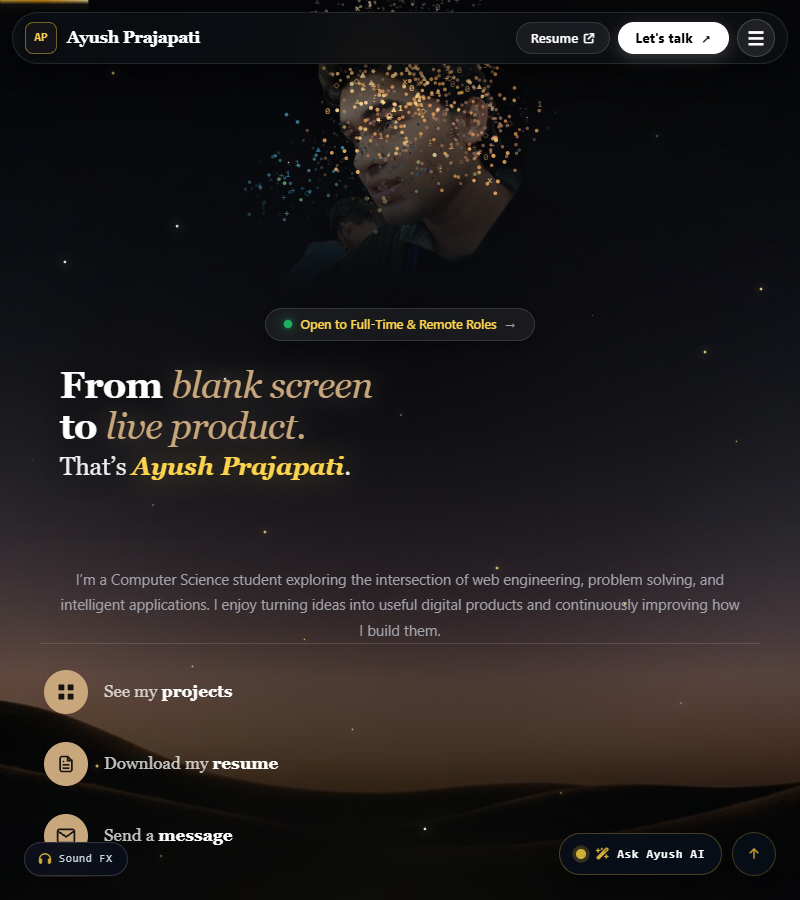 AP
Ayush Prajapati
Resume
Let's talk ↗
Open to Full-Time & Remote Roles →
From blank screen
to live product.
That's Ayush Prajapati.
I'm a Computer Science student exploring the intersection of web engineering, problem solving, and
intelligent applications. I enjoy turning ideas into useful digital products and continuously improving how
I build them.
See my projects
Download my resume
Send a message
Sound FX
Ask Ayush AI